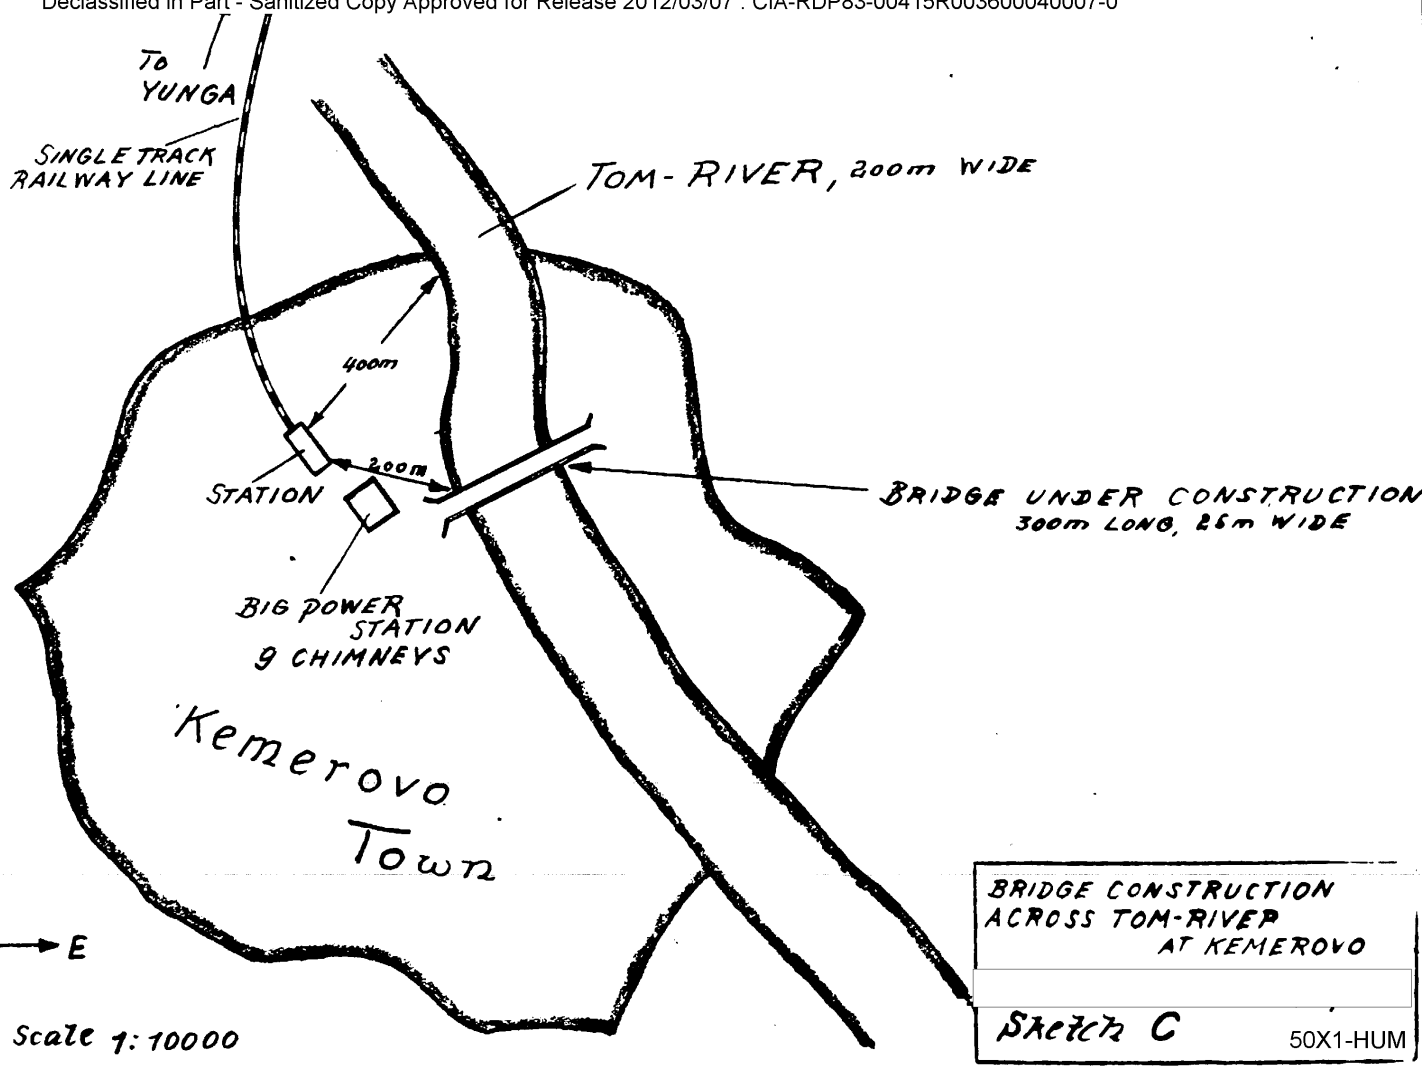 Declassified in Part - Sanitized Copy Approved for Release 2012/03/07 : CIA-RDP83-00415R003600040007-0
To
YUNGA
SINGLE TRACK
RAILWAY LINE
TOM-RIVER, 200m WIDE
400m
200m
STATION
BRIDGE UNDER CONSTRUCTION
300m LONG, 25m WIDE
BIG POWER
STATION
9 CHIMNEYS
Kemerovo
Town
E
Scale 1:10000
BRIDGE CONSTRUCTION
ACROSS TOM-RIVER
AT KEMEROVO
Sketch C
50X1-HUM